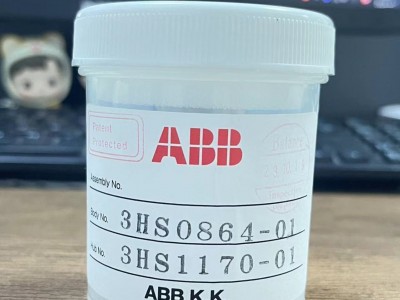 Patent
Protected
ABB
Assembly No.
Body No. 3HS0864-01
Hub No. 3HS1170-01
ABB K.K.